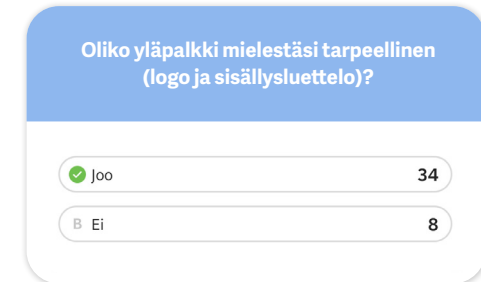 Oliko yläpalkki mielestäsi tarpeellinen
(logo ja sisällysluettelo)?
Joo 34
B Ei 8